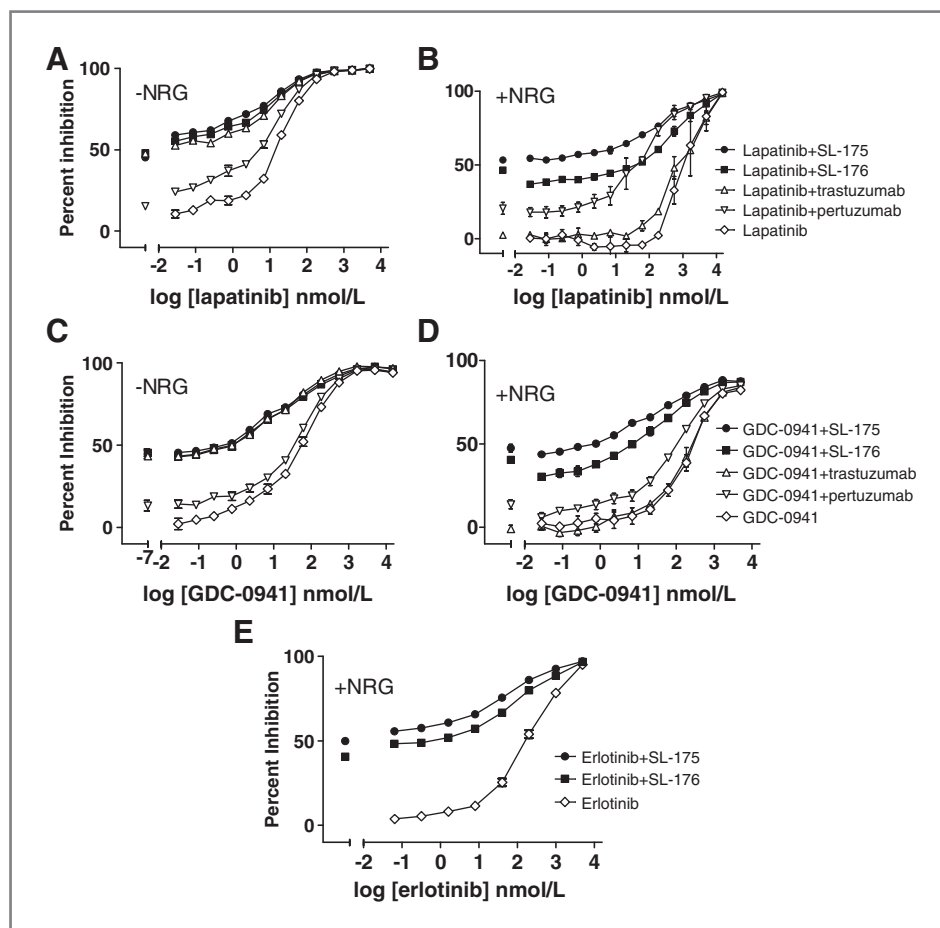 A
-NRG
Percent inhibition
100
50
0
-2 -1 0 1 2 3 4
log [lapatinib] nmol/L
B
+NRG
100
50
0
-2 -1 0 1 2 3 4
log [lapatinib] nmol/L
Lapatinib+SL-175
Lapatinib+SL-176
Lapatinib+trastuzumab
Lapatinib+pertuzumab
Lapatinib
C
-NRG
Percent Inhibition
100
50
0
-7 -2 -1 0 1 2 3 4
log [GDC-0941] nmol/L
D
+NRG
100
50
0
-2 -1 0 1 2 3 4
log [GDC-0941] nmol/L
GDC-0941+SL-175
GDC-0941+SL-176
GDC-0941+trastuzumab
GDC-0941+pertuzumab
GDC-0941
E
+NRG
Percent Inhibition
100
50
0
-2 -1 0 1 2 3 4
log [erlotinib] nmol/L
Erlotinib+SL-175
Erlotinib+SL-176
Erlotinib